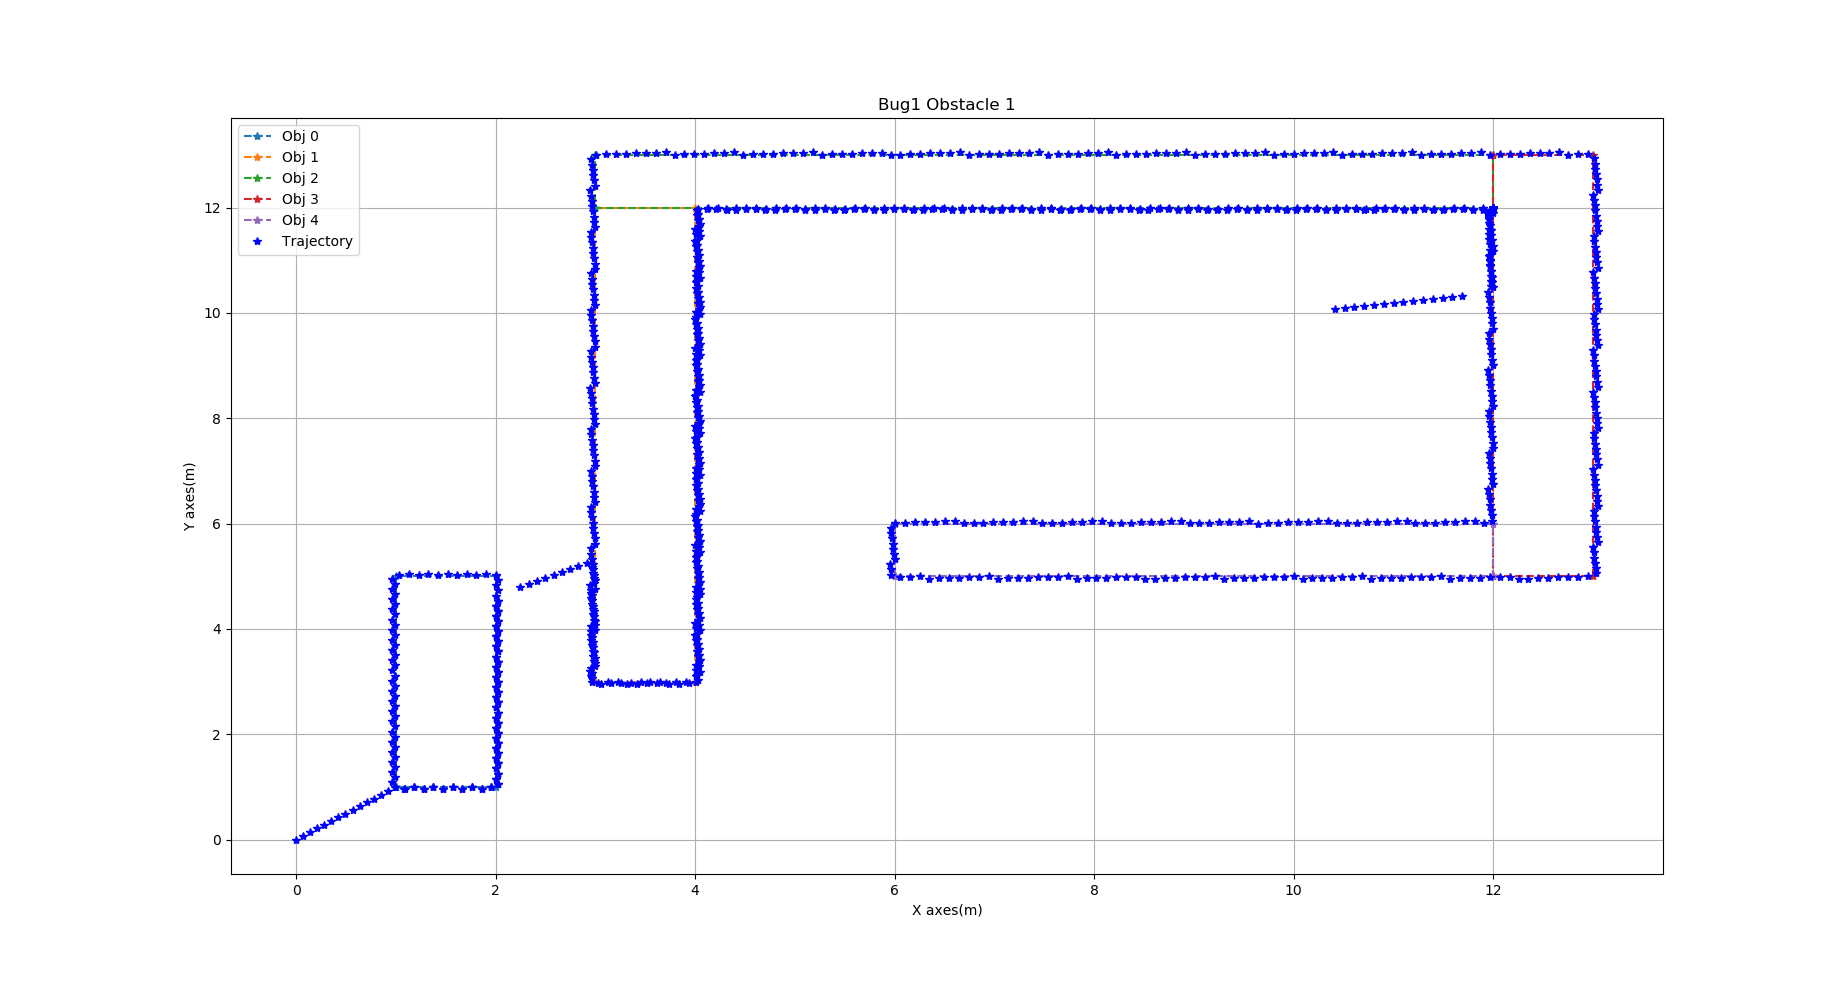 Bug1 Obstacle 1
Obj 0
Obj 1
Obj 2
Obj 3
Obj 4
Trajectory
12
10
8
6
4
2
0
Y axes(m)
0 2 4 6 8 10 12
X axes(m)